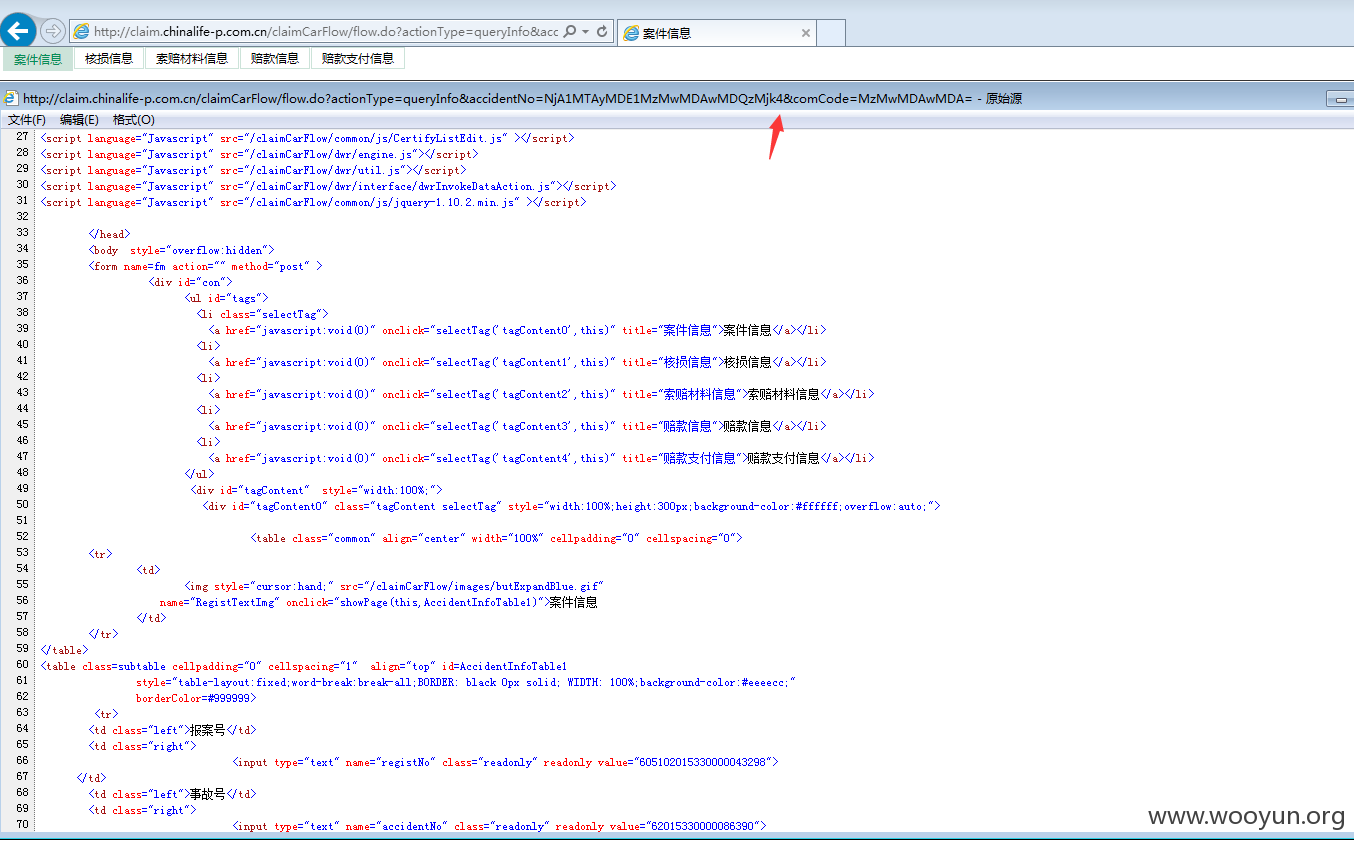 http://claim.chinalife-p.com.cn/claimCarFlow/flow.do?actionType=queryInfo&acc
案件信息
案件信息 核损信息 索赔材料信息 赔款信息 赔款支付信息
http://claim.chinalife-p.com.cn/claimCarFlow/flow.do?actionType=queryInfo&accidentNo=NjA1MTAyMDE1MzMwMDAwMDQzMjk4&comCode=MzMwMDAwMDA= - 原始源
文件(F) 编辑(E) 格式(O)
27 <script language="Javascript" src="/claimCarFlow/common/js/CertifyListEdit.js" ></script>
28 <script language="Javascript" src="/claimCarFlow/dwr/engine.js"></script>
29 <script language="Javascript" src="/claimCarFlow/dwr/util.js"></script>
30 <script language="Javascript" src="/claimCarFlow/dwr/interface/dwrInvokeDataAction.js"></script>
31 <script language="Javascript" src="/claimCarFlow/common/js/jquery-1.10.2.min.js" ></script>
32
33 </head>
34 <body  style="overflow:hidden">
35 <form name=fm action="" method="post" >
36 <div id="con">
37 <ul id="tags">
38 <li class="selectTag">
39 <a href="javascript:void(0)" onclick="selectTag('tagContent0',this)" title="案件信息">案件信息</a></li>
40 <li>
41 <a href="javascript:void(0)" onclick="selectTag('tagContent1',this)" title="核损信息">核损信息</a></li>
42 <li>
43 <a href="javascript:void(0)" onclick="selectTag('tagContent2',this)" title="索赔材料信息">索赔材料信息</a></li>
44 <li>
45 <a href="javascript:void(0)" onclick="selectTag('tagContent3',this)" title="赔款信息">赔款信息</a></li>
46 <li>
47 <a href="javascript:void(0)" onclick="selectTag('tagContent4',this)" title="赔款支付信息">赔款支付信息</a></li>
48 </ul>
49 <div id="tagContent"  style="width:100%;">
50 <div id="tagContent0" class="tagContent selectTag" style="width:100%;height:300px;background-color:#ffffff;overflow:auto;">
51
52 <table class="common" align="center" width="100%" cellpadding="0" cellspacing="0">
53 <tr>
54 <td>
55 <img style="cursor:hand;" src="/claimCarFlow/images/butExpandBlue.gif"
56 name="RegistTextImg" onclick="showPage(this,AccidentInfoTable1)">案件信息
57 </td>
58 </tr>
59 </table>
60 <table class=subtable cellpadding="0" cellspacing="1"  align="top" id=AccidentInfoTable1
61 style="table-layout:fixed;word-break:break-all;BORDER: black 0px solid; WIDTH: 100%;background-color:#eeeecc;"
62 borderColor=#999999>
63 <tr>
64 <td class="left">报案号</td>
65 <td class="right">
66 <input type="text" name="registNo" class="readonly" readonly value="605102015330000043298">
67 </td>
68 <td class="left">事故号</td>
69 <td class="right">
70 <input type="text" name="accidentNo" class="readonly" readonly value="62015330000086390">
www.wooyun.org